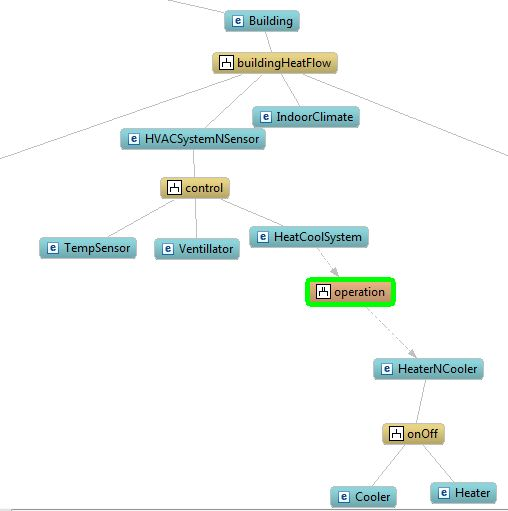 e Building
buildingHeatFlow
e IndoorClimate
e HVACSystemNSensor
control
e HeatCoolSystem
e TempSensor
e Ventillator
operation
e HeaterNCooler
onOff
e Cooler
e Heater